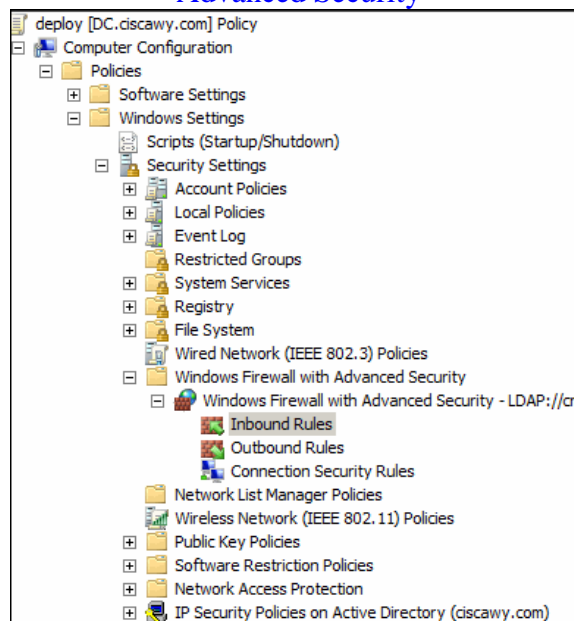 Advanced Security
deploy [DC.ciscawy.com] Policy
Computer Configuration
Policies
Software Settings
Windows Settings
Scripts (Startup/Shutdown)
Security Settings
Account Policies
Local Policies
Event Log
Restricted Groups
System Services
Registry
File System
Wired Network (IEEE 802.3) Policies
Windows Firewall with Advanced Security
Windows Firewall with Advanced Security - LDAP://cn
Inbound Rules
Outbound Rules
Connection Security Rules
Network List Manager Policies
Wireless Network (IEEE 802.11) Policies
Public Key Policies
Software Restriction Policies
Network Access Protection
IP Security Policies on Active Directory (ciscawy.com)